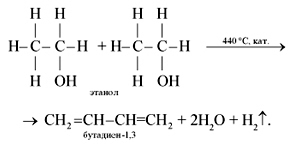 H H H H
H–C–C–H + H–C–C–H 440 °C, кат.
H OH H OH
этанол
→ CH₂=CH–CH=CH₂ + 2H₂O + H₂↑.
бутадиен-1,3